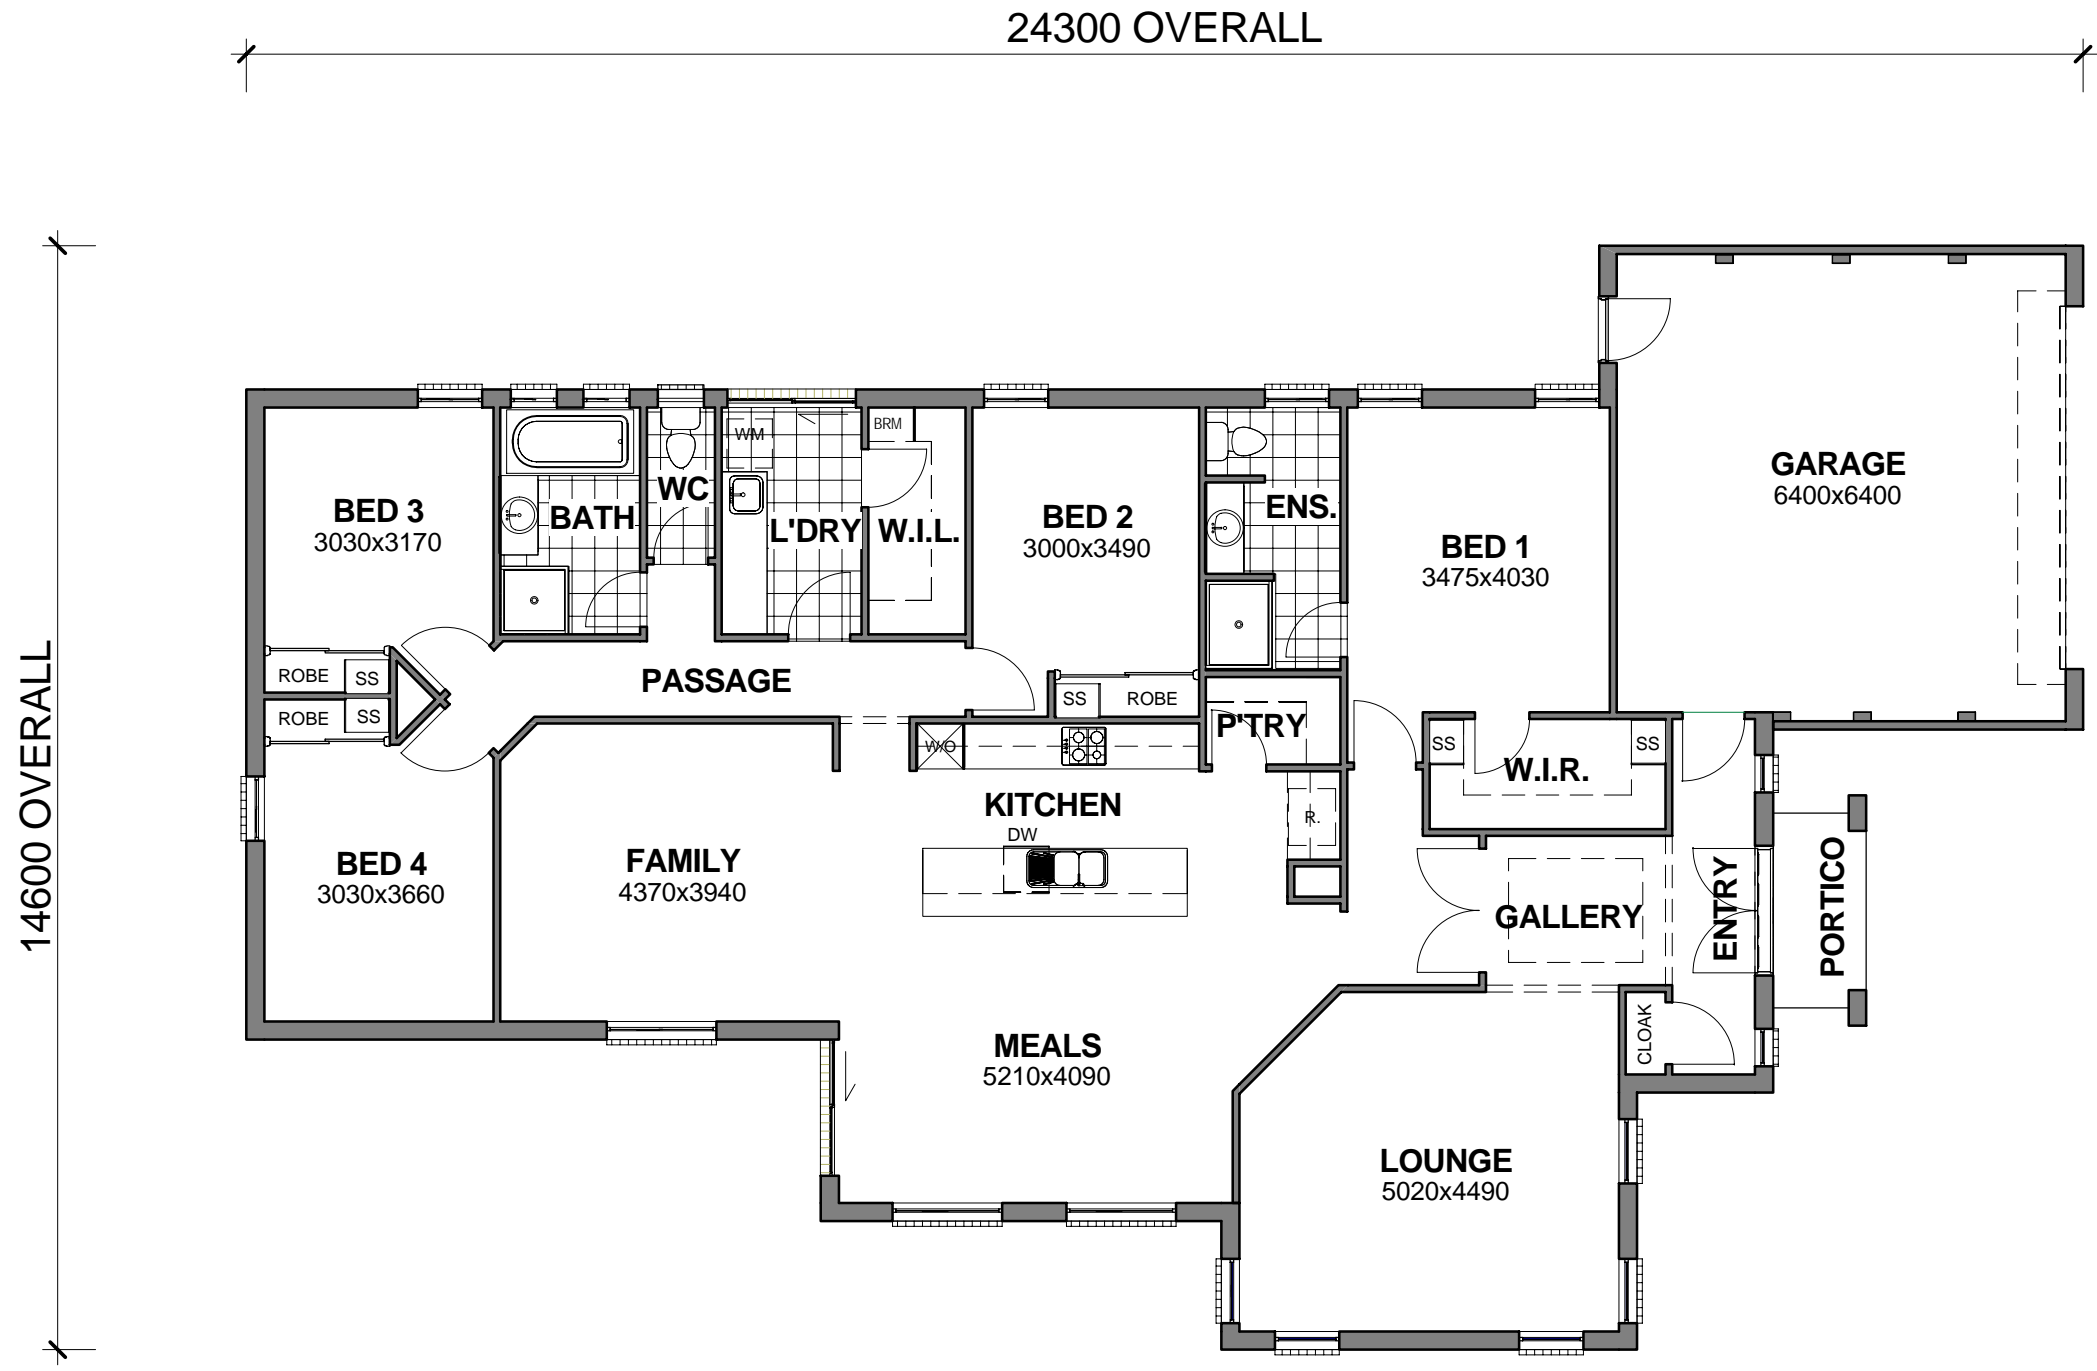 24300 OVERALL
14600 OVERALL
GARAGE
6400x6400
BED 3
3030x3170
BATH
WC
WM
L'DRY
BRM
W.I.L.
BED 2
3000x3490
ENS.
BED 1
3475x4030
ROBE
SS
ROBE
SS
PASSAGE
SS
ROBE
P'TRY
SS
SS
W.I.R.
W/O
KITCHEN
DW
R.
BED 4
3030x3660
FAMILY
4370x3940
GALLERY
ENTRY
PORTICO
CLOAK
MEALS
5210x4090
LOUNGE
5020x4490